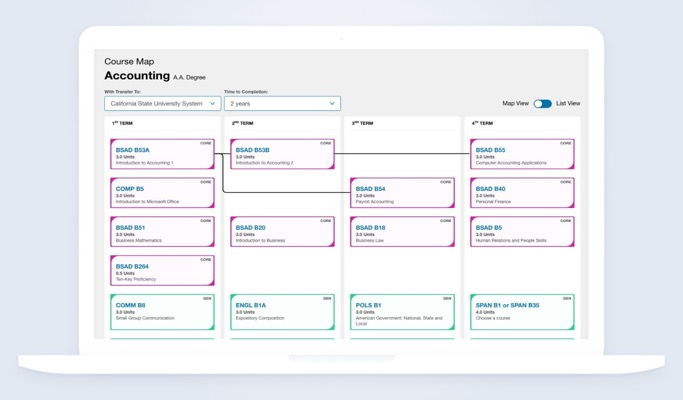 Course Map
Accounting A.A. Degree
With Transfer To:
Time to Completion:
California State University System
2 years
Map View
List View
1ST TERM
2ND TERM
3RD TERM
4TH TERM
CORE
BSAD B53A
3.0 Units
Introduction to Accounting 1
CORE
BSAD B53B
3.0 Units
Introduction to Accounting 2
CORE
BSAD B55
3.0 Units
Computer Accounting Applications
CORE
COMP B5
3.0 Units
Introduction to Microsoft Office
CORE
BSAD B54
3.0 Units
Payroll Accounting
CORE
BSAD B40
3.0 Units
Personal Finance
CORE
BSAD B51
3.0 Units
Business Mathematics
CORE
BSAD B20
3.0 Units
Introduction to Business
CORE
BSAD B18
3.0 Units
Business Law
CORE
BSAD B5
3.0 Units
Human Relations and People Skills
CORE
BSAD B264
0.5 Units
Ten-Key Proficiency
GEN
COMM B8
3.0 Units
Small Group Communication
GEN
ENGL B1A
3.0 Units
Expository Composition
GEN
POLS B1
3.0 Units
American Government: National, State and
Local
GEN
SPAN B1 or SPAN B35
4.0 Units
Choose a course